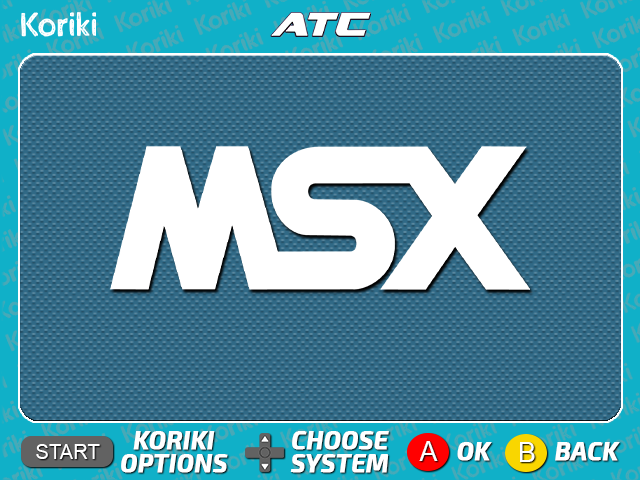 Koriki
ATC
MSX
START
KORIKI
OPTIONS
CHOOSE
SYSTEM
A
OK
B
BACK